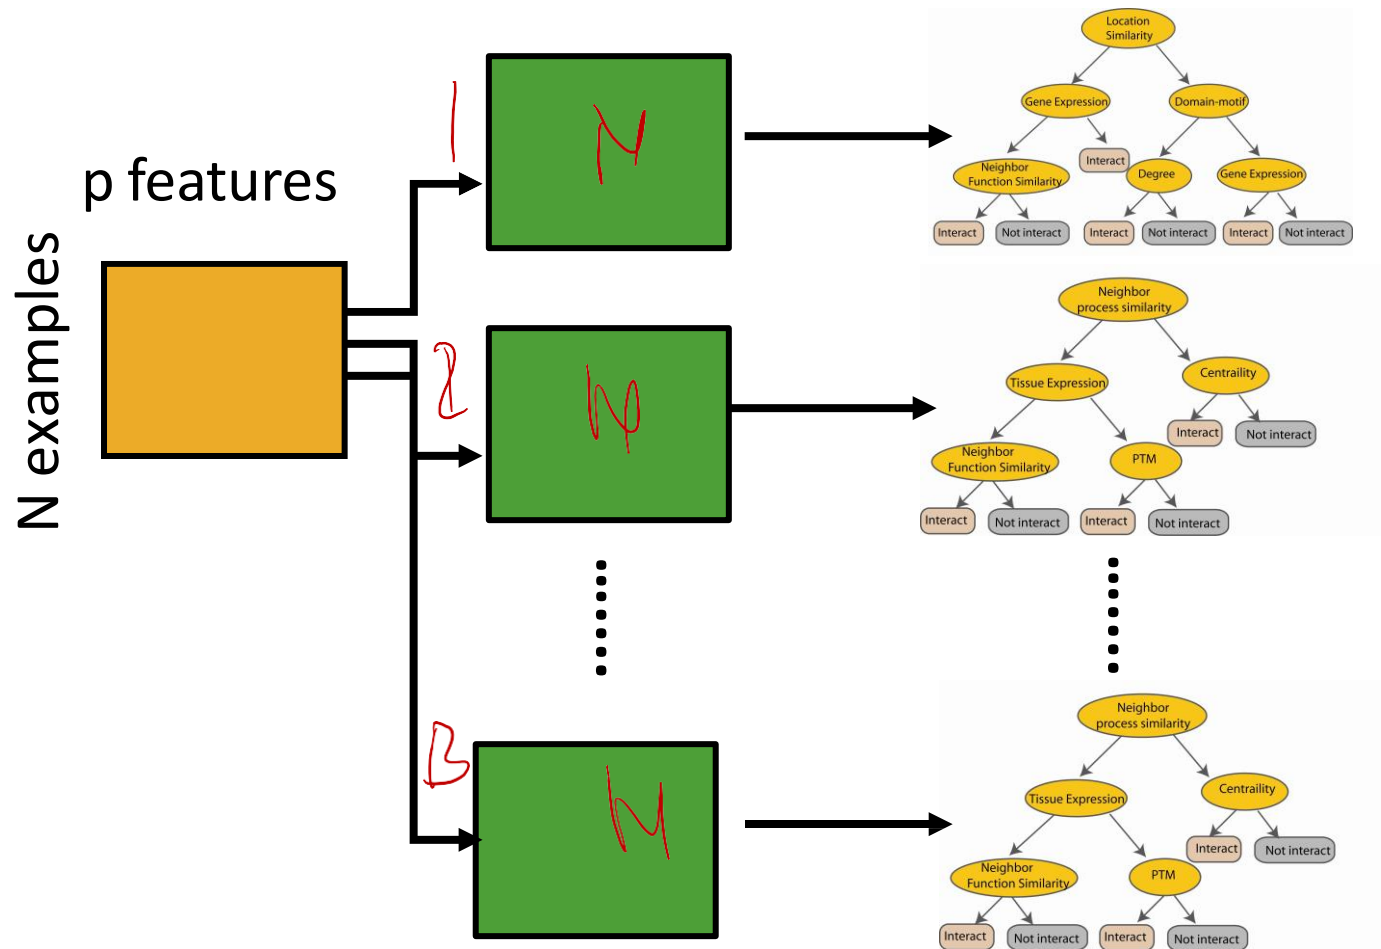 p features
N examples
1
N
2
N
B
N
Location
Similarity
Gene Expression
Domain-motif
Interact
Neighbor
Function Similarity
Degree
Gene Expression
Interact
Not interact
Interact
Not interact
Interact
Not interact
Neighbor
process similarity
Tissue Expression
Centraility
Interact
Not interact
Neighbor
Function Similarity
PTM
Interact
Not interact
Interact
Not interact
Neighbor
process similarity
Tissue Expression
Centraility
Interact
Not interact
Neighbor
Function Similarity
PTM
Interact
Not interact
Interact
Not interact